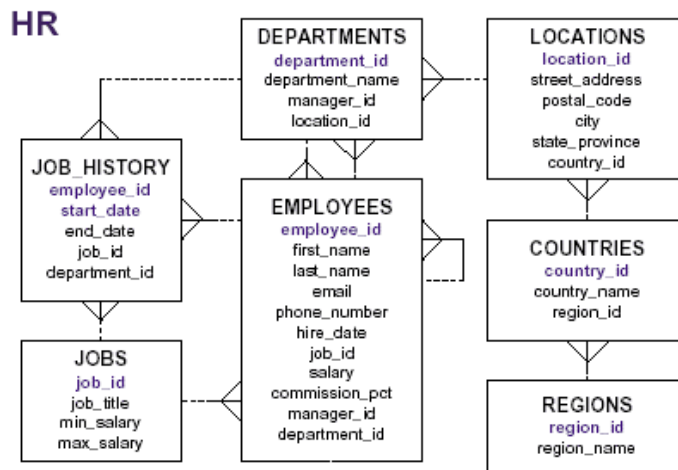 HR
DEPARTMENTS
department_id
department_name
manager_id
location_id
LOCATIONS
location_id
street_address
postal_code
city
state_province
country_id
JOB_HISTORY
employee_id
start_date
end_date
job_id
department_id
EMPLOYEES
employee_id
first_name
last_name
email
phone_number
hire_date
job_id
salary
commission_pct
manager_id
department_id
COUNTRIES
country_id
country_name
region_id
JOBS
job_id
job_title
min_salary
max_salary
REGIONS
region_id
region_name